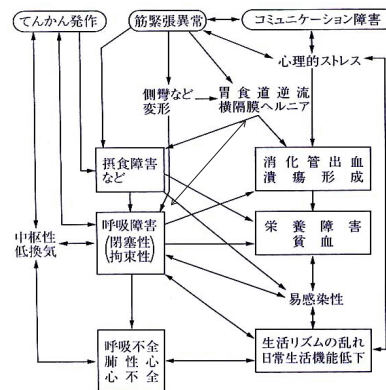 てんかん発作
筋緊張異常
コミュニケーション障害
心理的ストレス
側彎など
変形
胃食道逆流
横隔膜ヘルニア
摂食障害
など
消化管出血
潰瘍形成
呼吸障害
(閉塞性)
(拘束性)
栄養障害
貧血
中枢性
低換気
易感染性
呼吸不全
肺性心
心不全
生活リズムの乱れ
日常生活機能低下